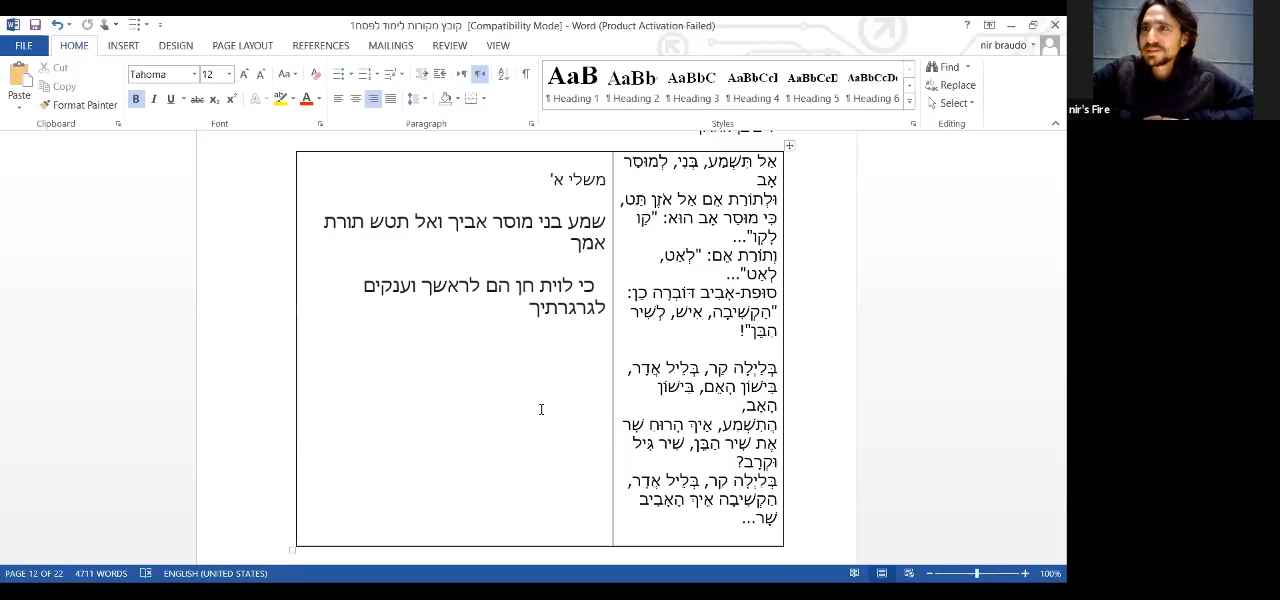 קובץ מקורות לימוד לפסח1 [Compatibility Mode] - Word (Product Activation Failed)
FILE HOME INSERT DESIGN PAGE LAYOUT REFERENCES MAILINGS REVIEW VIEW nir braudo
Paste
Cut
Copy
Format Painter
Clipboard
Tahoma 12
Font
Paragraph
AaB AaBb AaBbC AaBbCcI AaBbCcD AaBbCcD
Heading 1 Heading 2 Heading 3 Heading 4 Heading 5 Heading 6
Styles
Find
Replace
Select
Editing
nir's Fire
אַל תִּשְׁמַע, בְּנִי, לְמוּסַר
אָב
וּלְתוֹרַת אֵם אַל אֹזֶן תַּט,
כִּי מוּסַר אָב הוּא: "קַו
לָקָו"...
וְתוֹרַת אֵם: "לְאַט,
לְאַט"...
סוּפַת-אָבִיב דּוֹבְרָה כֵן:
"הַקְשִׁיבָה, אִישׁ, לְשִׁיר
הַבֵּן"!
בְּלַיְלָה קַר, בְּלֵיל אֲדָר,
בִּישׁוֹן הָאֵם, בִּישׁוֹן
הָאָב,
הֲתִשְׁמַע, אֵיךְ הָרוּחַ שָׁר
אֶת שִׁיר הַבֵּן, שִׁיר גִּיל
וּקְרָב?
בְּלַיְלָה קַר, בְּלֵיל אֲדָר,
הַקְשִׁיבָה אֵיךְ הָאָבִיב
שָׁר...
משלי א'
שמע בני מוסר אביך ואל תטש תורת
אמך
כי לוית חן הם לראשך וענקים
לגרגרתיך
PAGE 12 OF 22 4711 WORDS ENGLISH (UNITED STATES) 100%